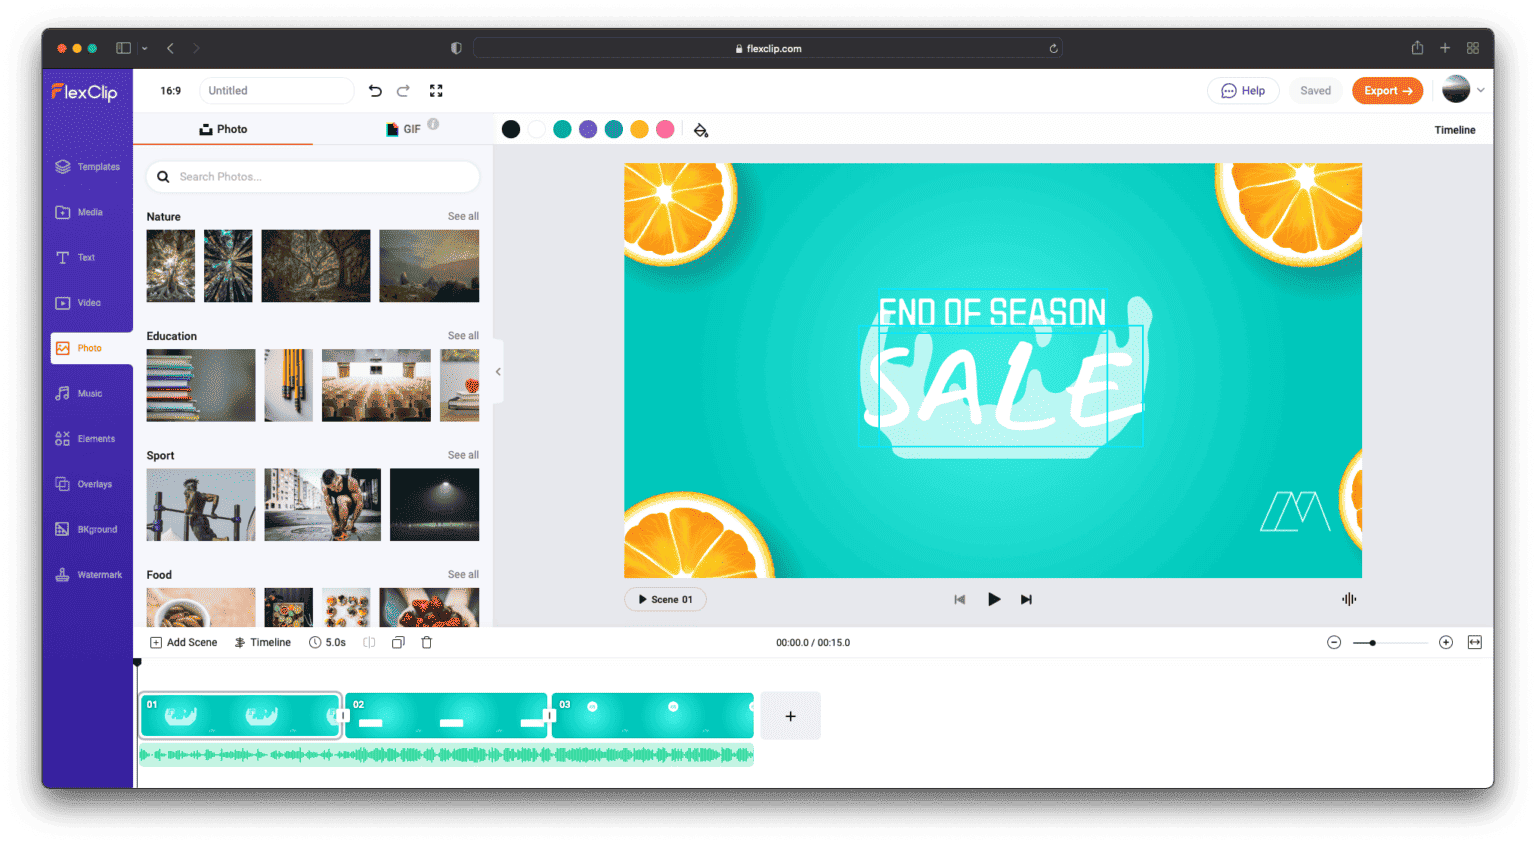 flexclip.com
FlexClip
16:9
Untitled
Help
Saved
Export
Photo
GIF
Timeline
Templates
Media
Text
Video
Photo
Music
Elements
Overlays
BKground
Watermark
Search Photos...
Nature
See all
Education
See all
Sport
See all
Food
See all
END OF SEASON
SALE
Scene 01
Add Scene
Timeline
5.0s
00:00.0 / 00:15.0
01
02
03